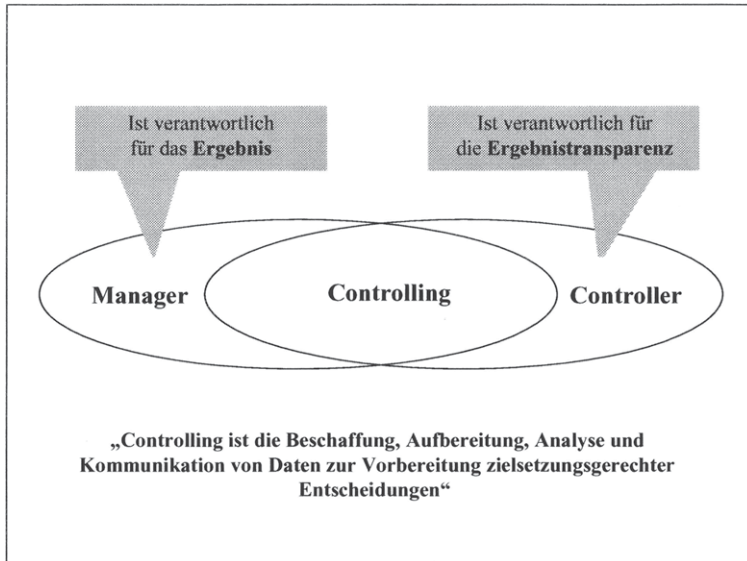 Ist verantwortlich
für das Ergebnis
Ist verantwortlich für
die Ergebnistransparenz
Manager
Controlling
Controller
„Controlling ist die Beschaffung, Aufbereitung, Analyse und
Kommunikation von Daten zur Vorbereitung zielsetzungsgerechter
Entscheidungen“